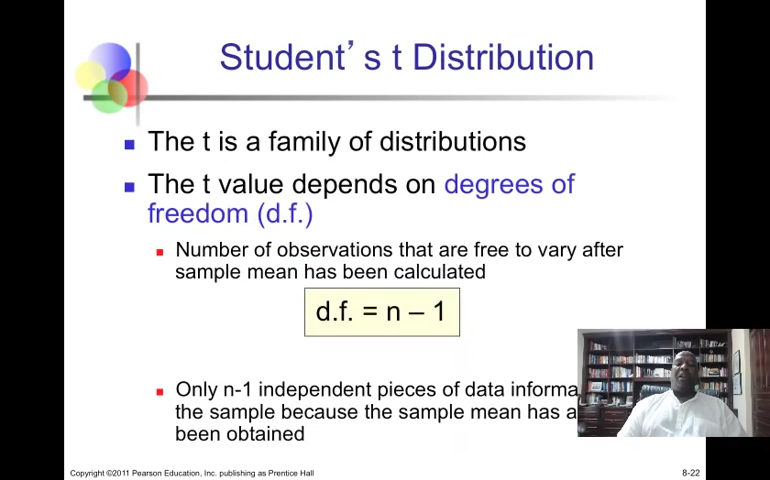 Student's t Distribution
The t is a family of distributions
The t value depends on degrees of
freedom (d.f.)
Number of observations that are free to vary after
sample mean has been calculated
d.f. = n – 1
Only n-1 independent pieces of data informa
the sample because the sample mean has a
been obtained
Copyright ©2011 Pearson Education, Inc. publishing as Prentice Hall
8-22